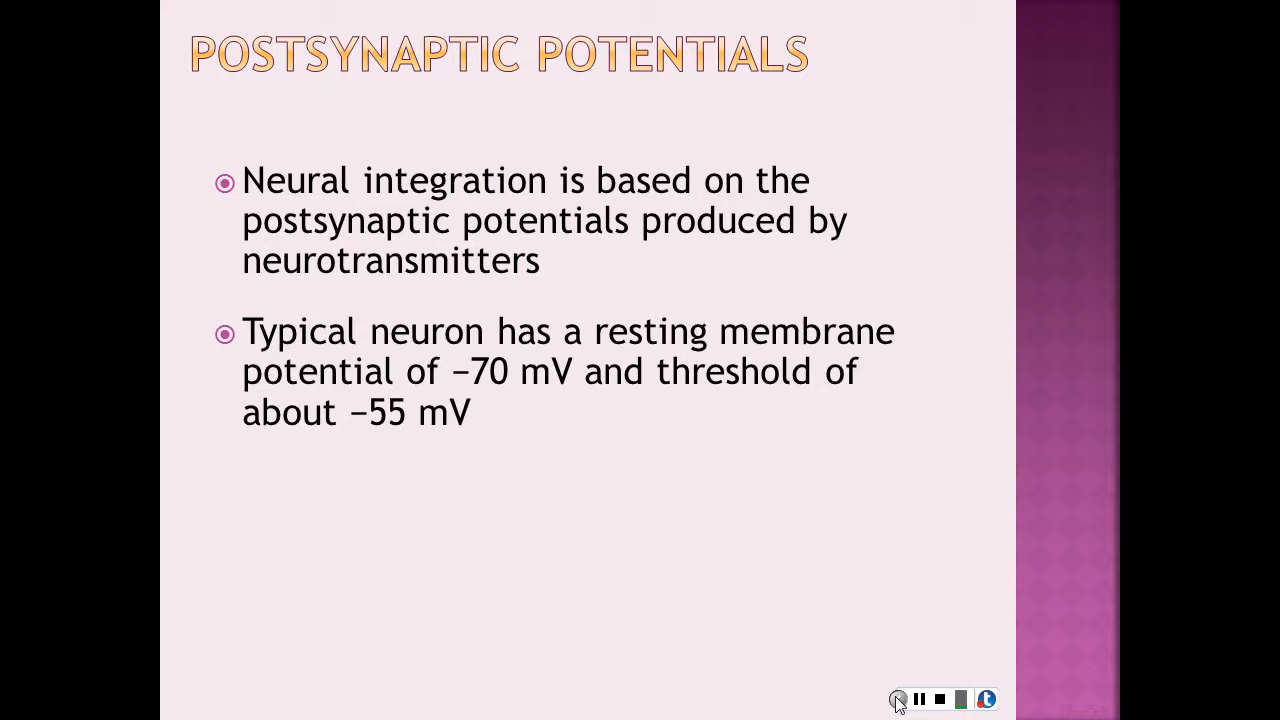 POSTSYNAPTIC POTENTIALS
Neural integration is based on the
postsynaptic potentials produced by
neurotransmitters
Typical neuron has a resting membrane
potential of −70 mV and threshold of
about −55 mV
t